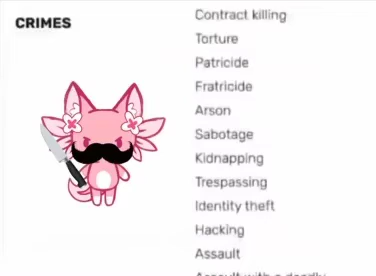 CRIMES
Contract killing
Torture
Patricide
Fratricide
Arson
Sabotage
Kidnapping
Trespassing
Identity theft
Hacking
Assault